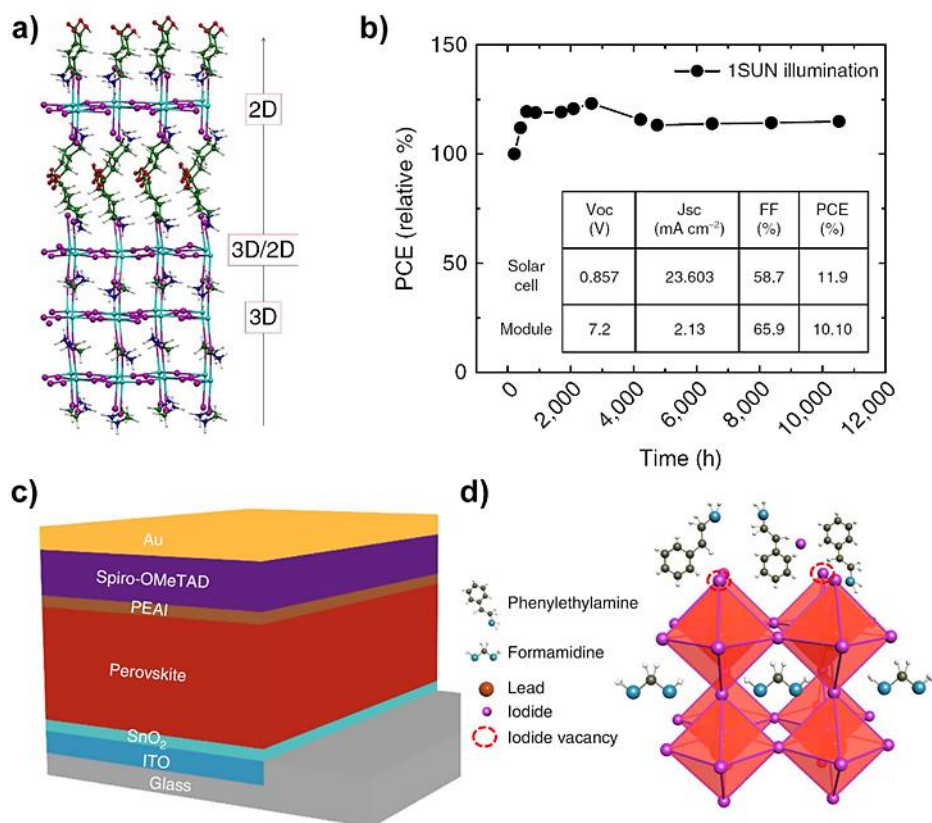 a)
2D
3D/2D
3D
b)
PCE (relative %)
150
100
50
0
1SUN illumination
Voc (V) Jsc (mA cm⁻²) FF (%) PCE (%)
Solar cell 0.857 23.603 58.7 11.9
Module 7.2 2.13 65.9 10.10
0 2,000 4,000 6,000 8,000 10,000 12,000
Time (h)
c)
Au
Spiro-OMeTAD
PEAI
Perovskite
SnO₂
ITO
Glass
d)
Phenylethylamine
Formamidine
Lead
Iodide
Iodide vacancy